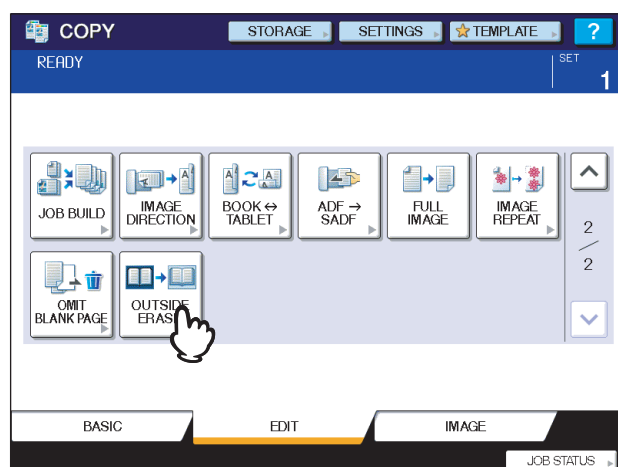 COPY
STORAGE
SETTINGS
TEMPLATE
?
READY
SET
1
JOB BUILD
IMAGE
DIRECTION
BOOK ↔
TABLET
ADF →
SADF
FULL
IMAGE
IMAGE
REPEAT
2
2
OMIT
BLANK PAGE
OUTSIDE
ERASE
BASIC
EDIT
IMAGE
JOB STATUS